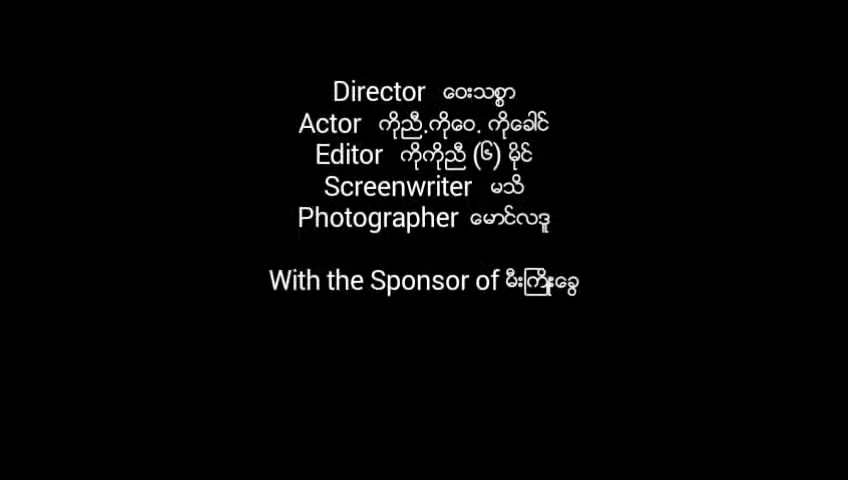 Director ဝေးသစ္စာ
Actor ကိုညီ.ကိုဝေ. ကိုခေါင်
Editor ကိုကိုညီ (၆) မိုင်
Screenwriter မသိ
Photographer မောင်လဒူ
With the Sponsor of မီးကြိုးခွေ